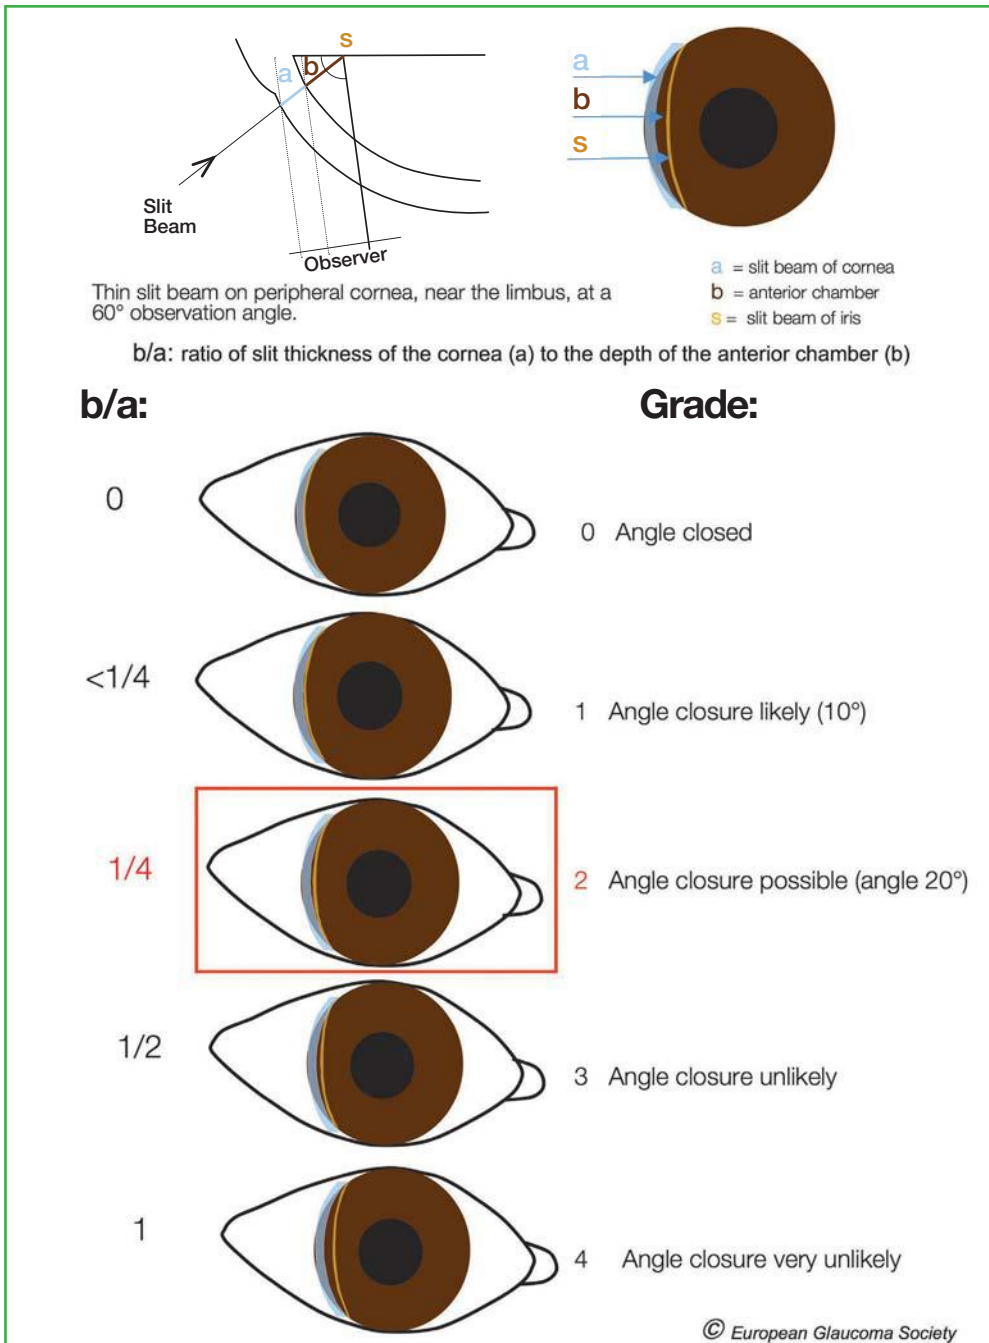 s
a b
Slit
Beam
Observer
a
b
s
a = slit beam of cornea
b = anterior chamber
s = slit beam of iris
Thin slit beam on peripheral cornea, near the limbus, at a
60° observation angle.
b/a: ratio of slit thickness of the cornea (a) to the depth of the anterior chamber (b)
b/a: Grade:
0
0 Angle closed
<1/4
1 Angle closure likely (10°)
1/4
2 Angle closure possible (angle 20°)
1/2
3 Angle closure unlikely
1
4 Angle closure very unlikely
© European Glaucoma Society